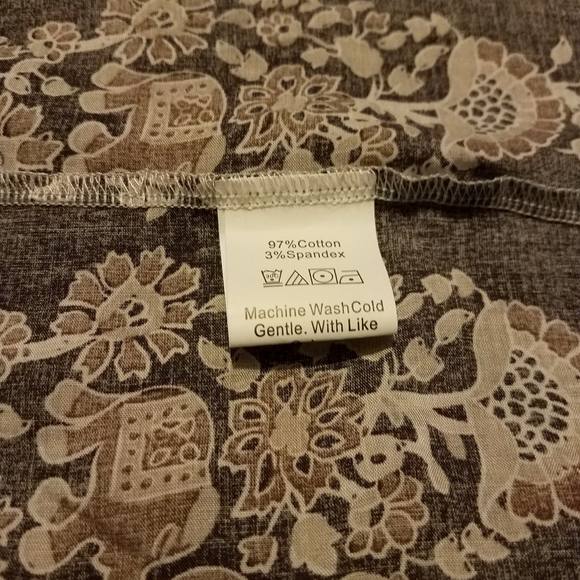 97%Cotton
3%Spandex
Machine WashCold
Gentle. With Like